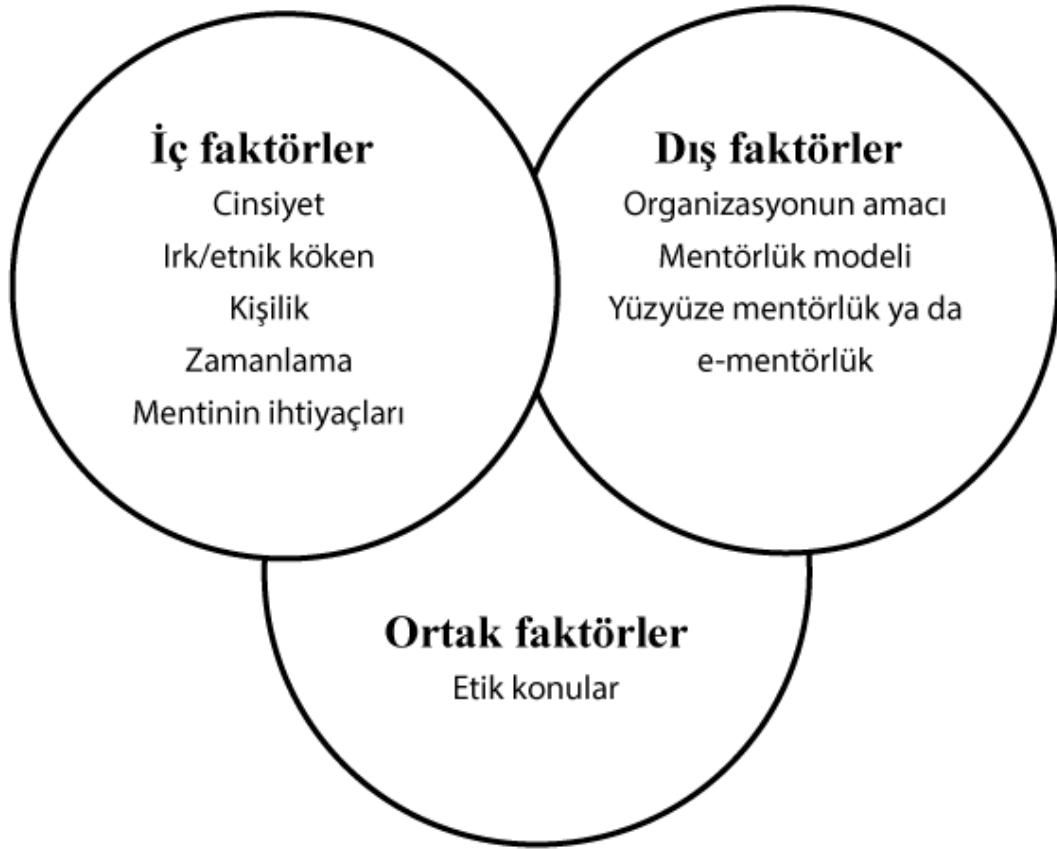 İç faktörler
Cinsiyet
Irk/etnik köken
Kişilik
Zamanlama
Mentinin ihtiyaçları
Dış faktörler
Organizasyonun amacı
Mentörlük modeli
Yüzyüze mentörlük ya da
e-mentörlük
Ortak faktörler
Etik konular